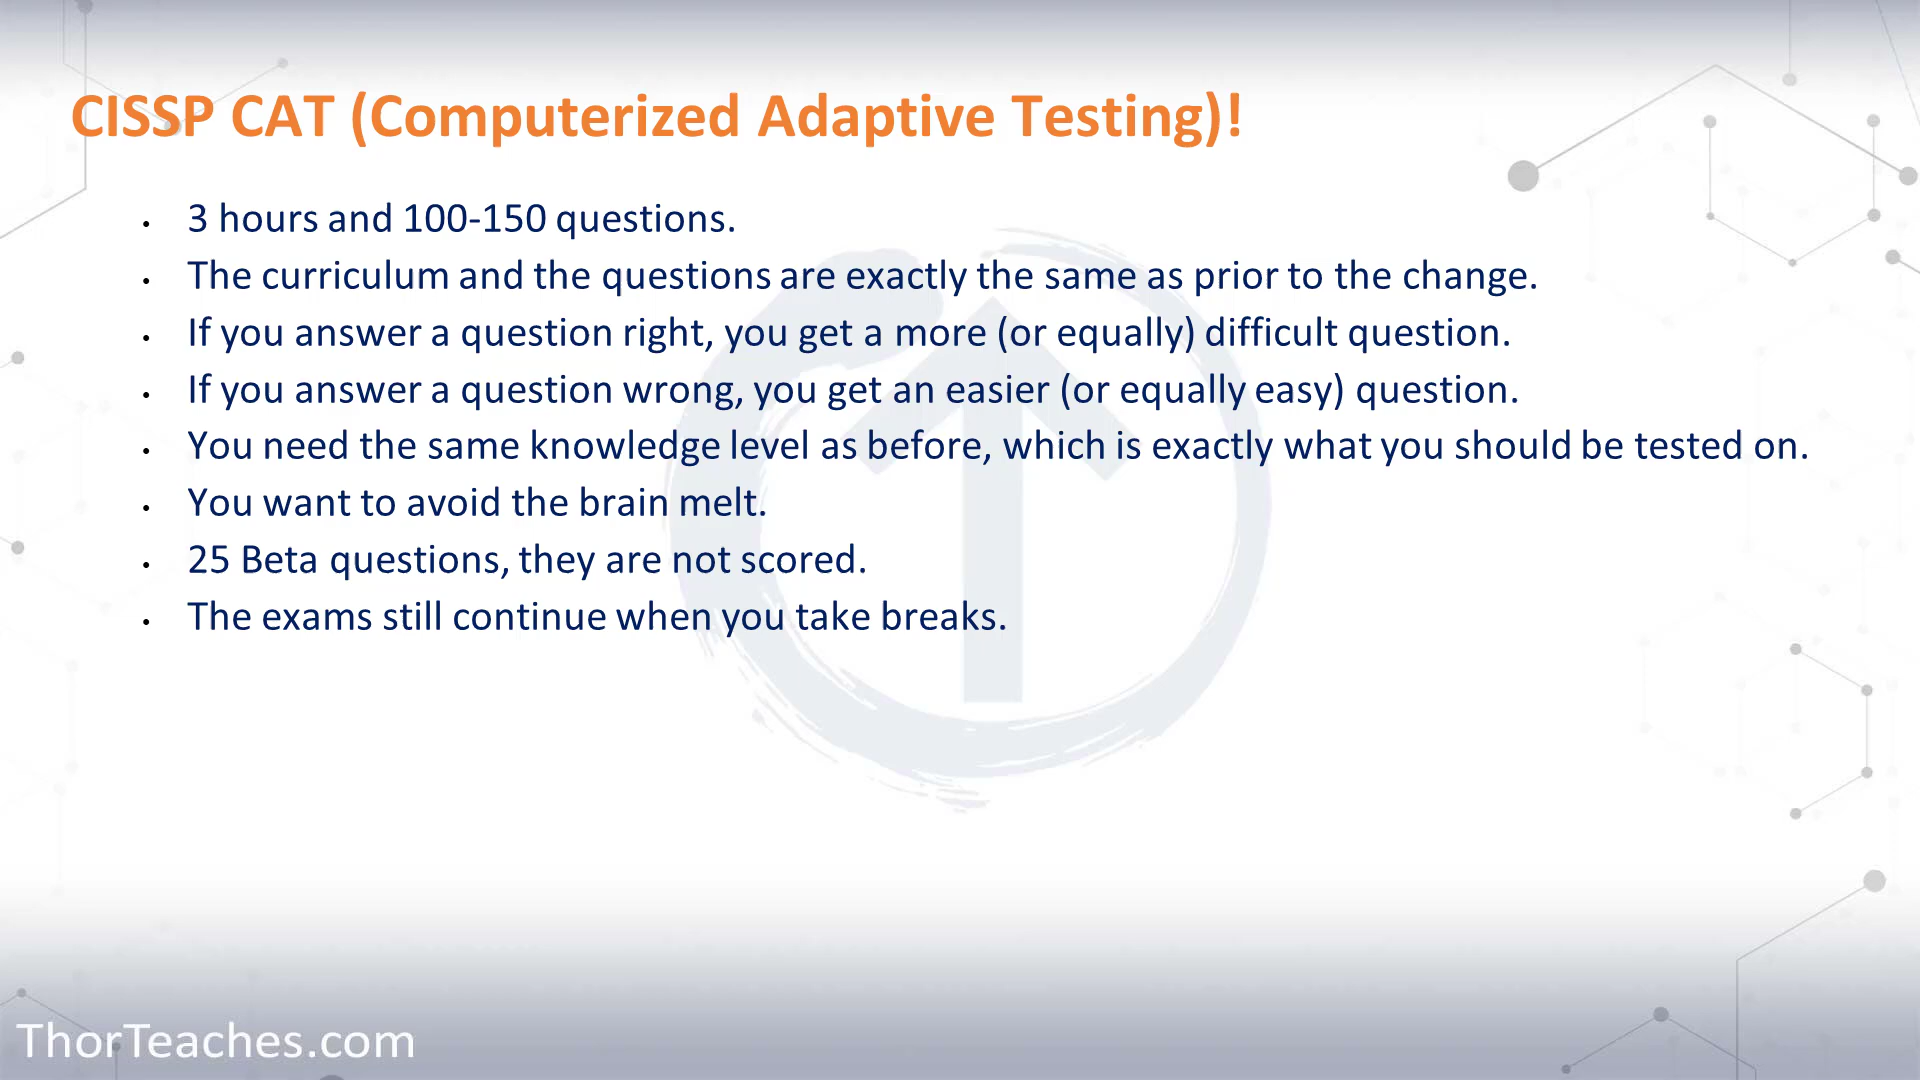 CISSP CAT (Computerized Adaptive Testing)!
• 3 hours and 100-150 questions.
• The curriculum and the questions are exactly the same as prior to the change.
• If you answer a question right, you get a more (or equally) difficult question.
• If you answer a question wrong, you get an easier (or equally easy) question.
• You need the same knowledge level as before, which is exactly what you should be tested on.
• You want to avoid the brain melt.
• 25 Beta questions, they are not scored.
• The exams still continue when you take breaks.
ThorTeaches.com